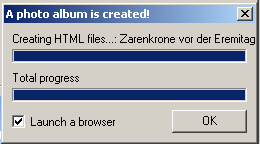 A photo album is created!
Creating HTML files...: Zarenkrone vor der Eremitag
Total progress
Launch a browser
OK